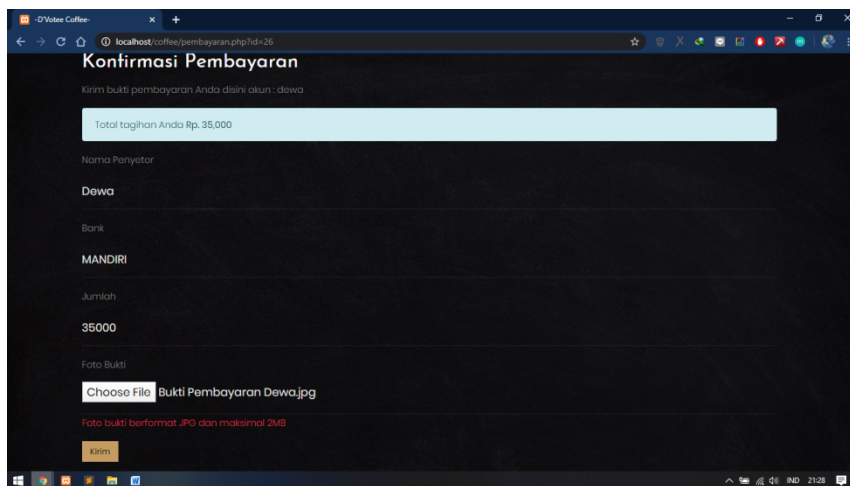 -D'Votee Coffee-
localhost/coffee/pembayaran.php?id=26
Konfirmasi Pembayaran
Kirim bukti pembayaran Anda disini akun : dewa
Total tagihan Anda Rp. 35,000
Nama Penyetor
Dewa
Bank
MANDIRI
Jumlah
35000
Foto Bukti
Choose File Bukti Pembayaran Dewa.jpg
Foto bukti berformat JPG dan maksimal 2MB
Kirim
IND 21:28